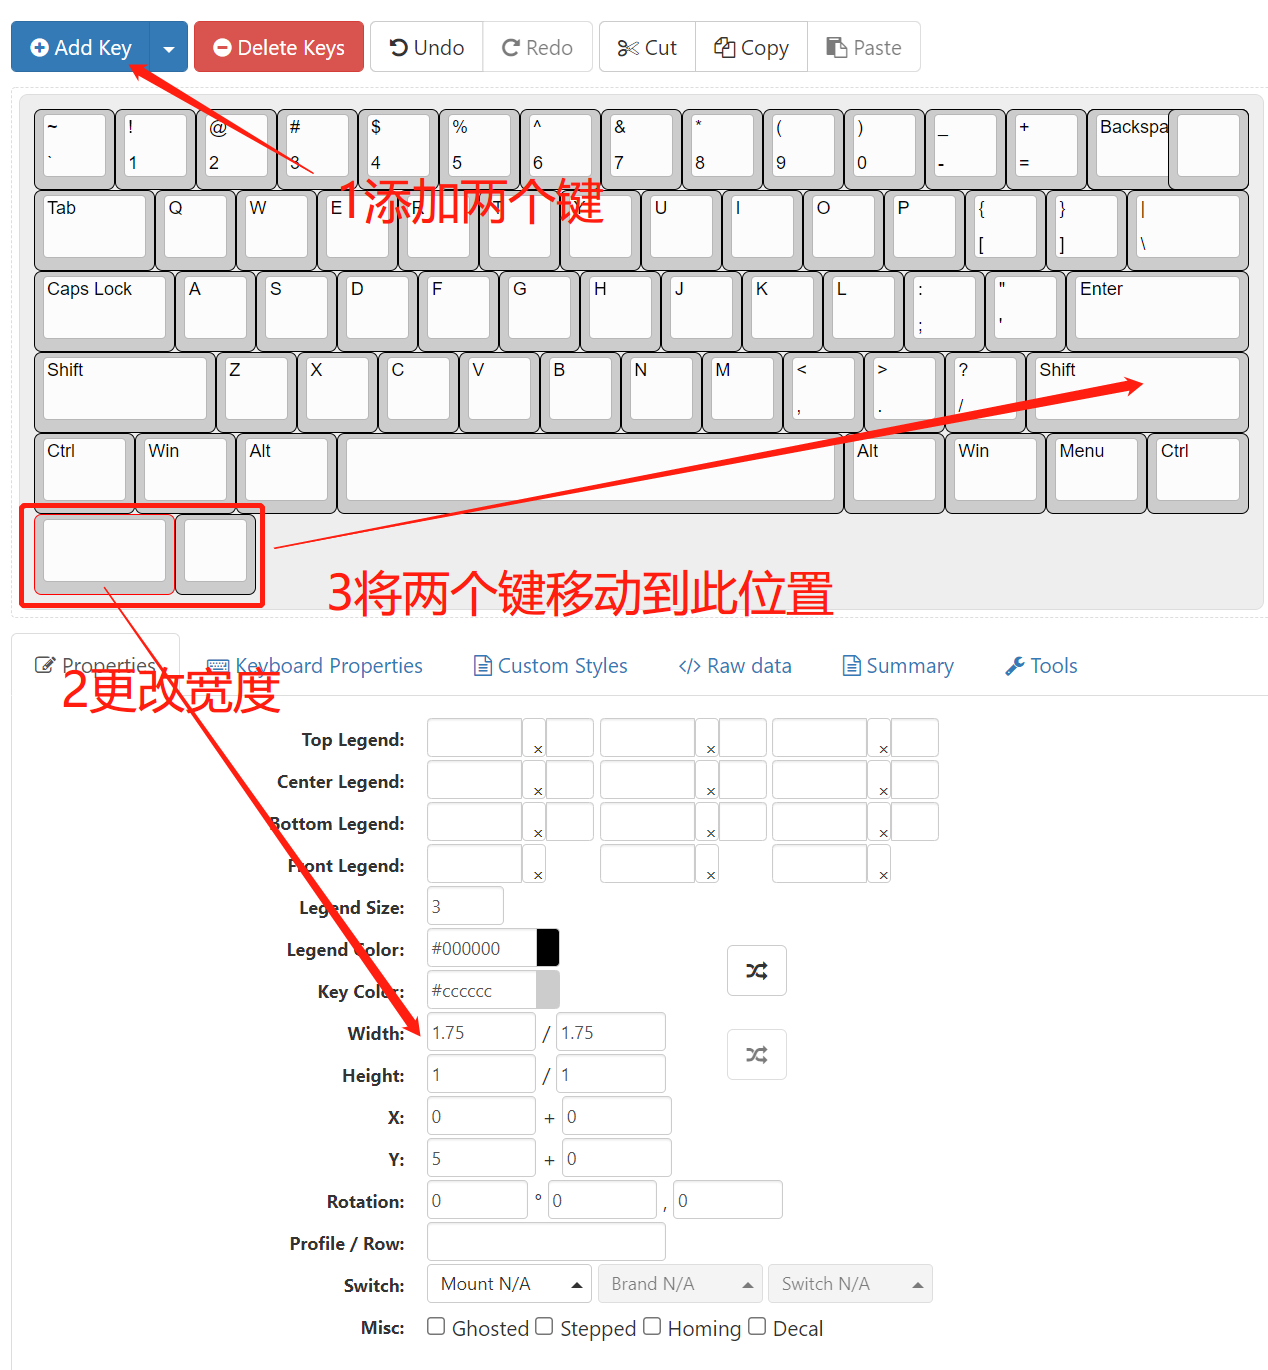 Add Key Delete Keys Undo Redo Cut Copy Paste
~ ! @ # $ % ^ & * ( ) _ + Backspa
` 1 2 3 4 5 6 7 8 9 0 - =
1添加两个键
Tab Q W E R T Y U I O P { } |
[ ] \
Caps Lock A S D F G H J K L : " Enter
; '
Shift Z X C V B N M < > ? Shift
, . /
Ctrl Win Alt Alt Win Menu Ctrl
3将两个键移动到此位置
Properties Keyboard Properties Custom Styles </> Raw data Summary Tools
2更改宽度
Top Legend:
Center Legend:
Bottom Legend:
Front Legend:
Legend Size: 3
Legend Color: #000000
Key Color: #cccccc
Width: 1.75 / 1.75
Height: 1 / 1
X: 0 + 0
Y: 5 + 0
Rotation: 0 ° 0 , 0
Profile / Row:
Switch: Mount N/A Brand N/A Switch N/A
Misc: Ghosted Stepped Homing Decal